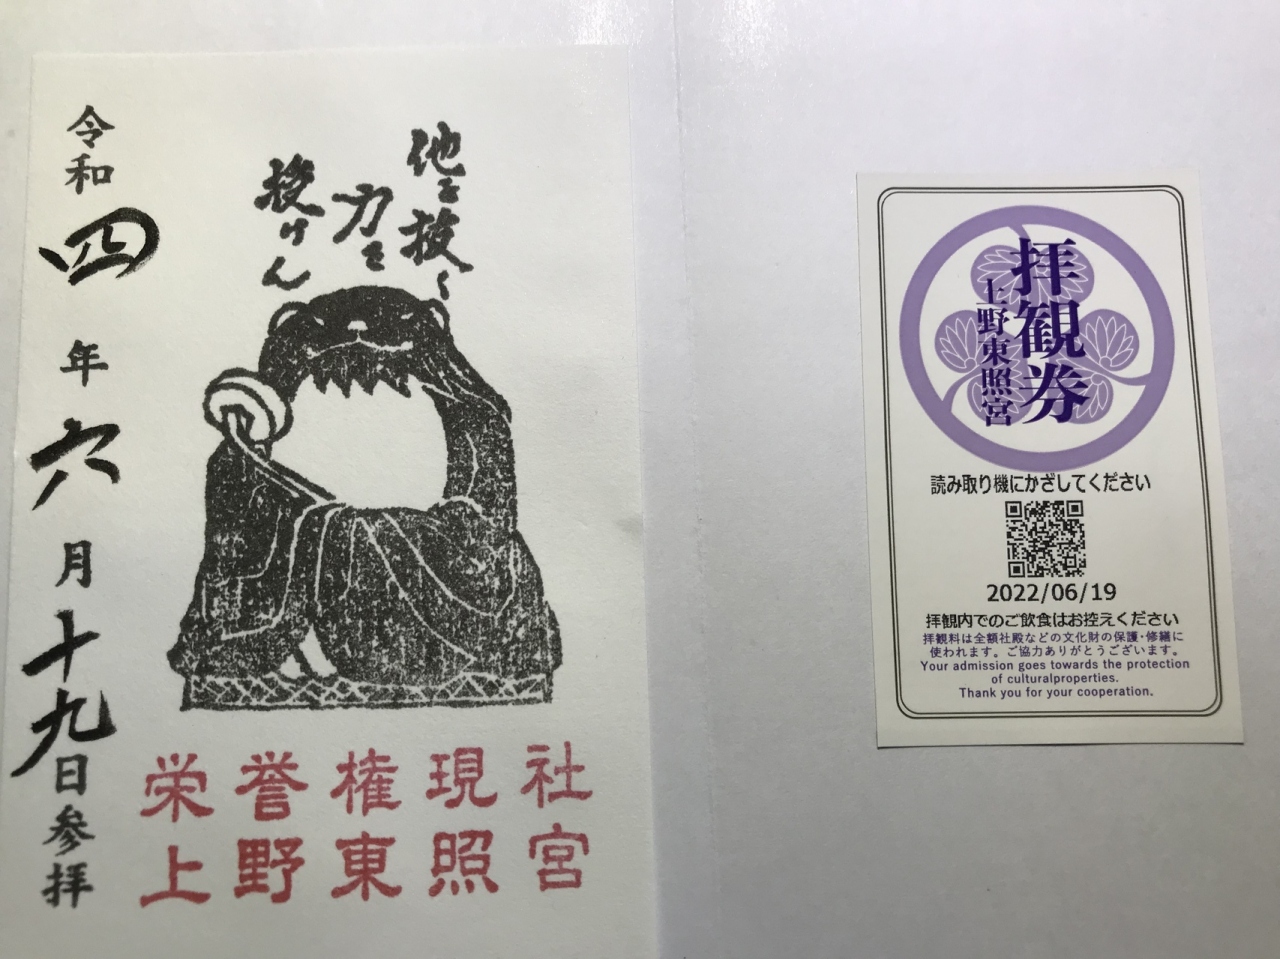 他を抜く
力を
授けん
令和四年六月十九日参拝
栄誉権現社
上野東照宮
拝観券
上野東照宮
読み取り機にかざしてください
2022/06/19
拝観内でのご飲食はお控えください
拝観料は全額社殿などの文化財の保護・修繕に
使われます。ご協力ありがとうございます。
Your admission goes towards the protection
of culturalproperties.
Thank you for your cooperation.